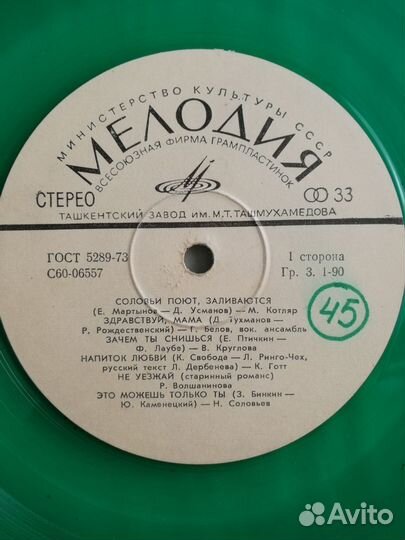 МИНИСТЕРСТВО КУЛЬТУРЫ СССР
МЕЛОДИЯ
ВСЕСОЮЗНАЯ ФИРМА ГРАМПЛАСТИНОК
СТЕРЕО
33
ТАШКЕНТСКИЙ ЗАВОД ИМ. М.Т. ТАШМУХАМЕДОВА
ГОСТ 5289-73
С60-06557
1 сторона
Гр. 3. 1-90
45
СОЛОВЬИ ПОЮТ, ЗАЛИВАЮТСЯ
(Е. Мартынов — Д. Усманов) — М. Котляр
ЗДРАВСТВУЙ, МАМА (Д. Тухманов —
Р. Рождественский) — Г. Белов, вок. ансамбль
ЗАЧЕМ ТЫ СНИШЬСЯ (Е. Птичкин —
Ф. Лаубе) — В. Круглова
НАПИТОК ЛЮБВИ (К. Свобода — Л. Ринго-Чех,
русский текст Л. Дербенева) — К. Готт
НЕ УЕЗЖАЙ (старинный романс)
Р. Волшанинова
ЭТО МОЖЕШЬ ТОЛЬКО ТЫ (З. Бинкин —
Ю. Каменецкий) — Н. Соловьев
Avito